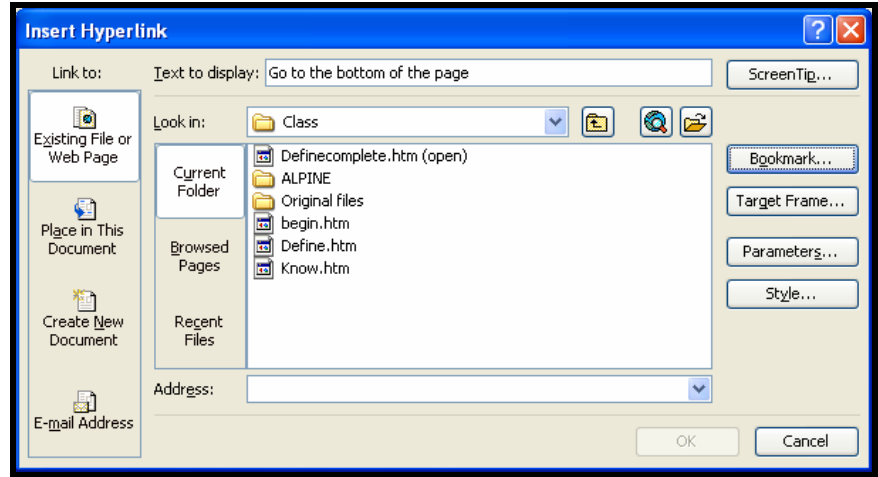 Insert Hyperlink
Link to:
Text to display: Go to the bottom of the page
ScreenTip...
Existing File or
Web Page
Place in This
Document
Create New
Document
E-mail Address
Look in: Class
Current
Folder
Browsed
Pages
Recent
Files
Definecomplete.htm (open)
ALPINE
Original files
begin.htm
Define.htm
Know.htm
Bookmark...
Target Frame...
Parameters...
Style...
Address:
OK
Cancel